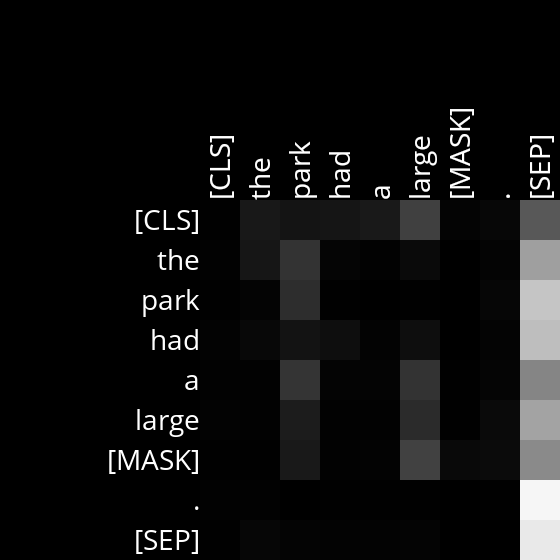 [CLS] the park had a large [MASK] . [SEP]
[CLS]
the
park
had
a
large
[MASK]
.
[SEP]